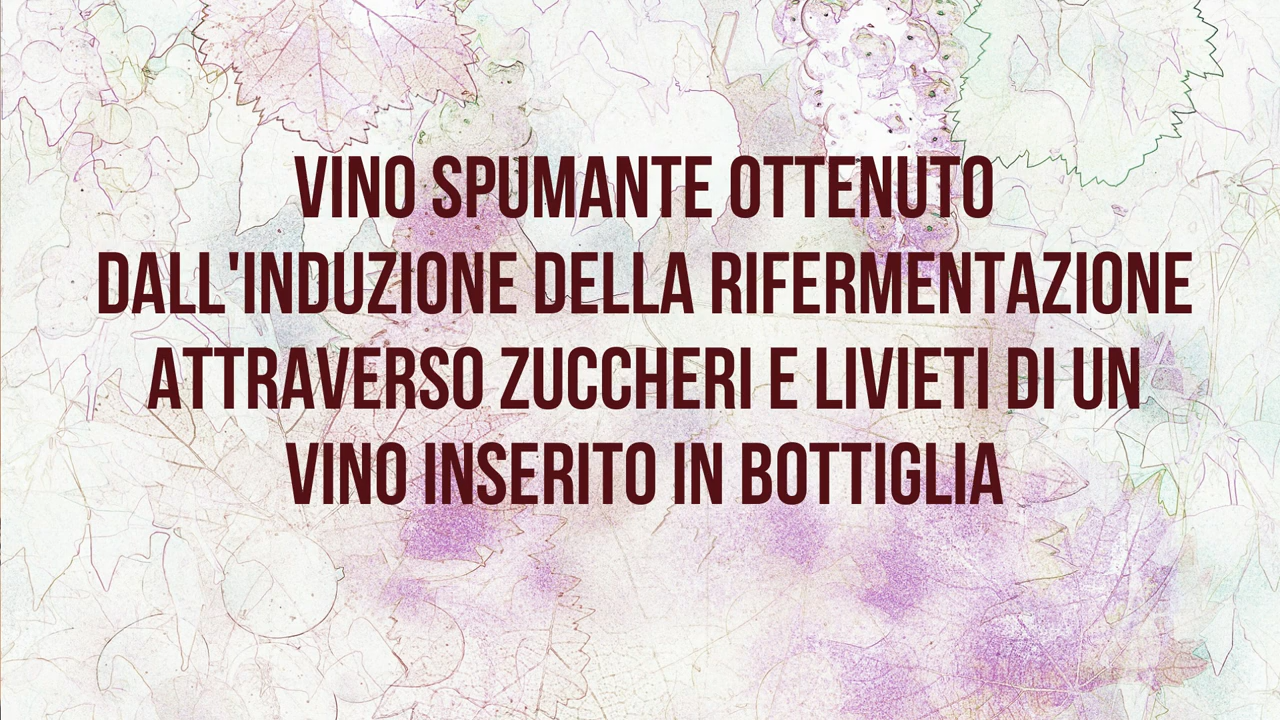 VINO SPUMANTE OTTENUTO
DALL'INDUZIONE DELLA RIFERMENTAZIONE
ATTRAVERSO ZUCCHERI E LIVIETI DI UN
VINO INSERITO IN BOTTIGLIA